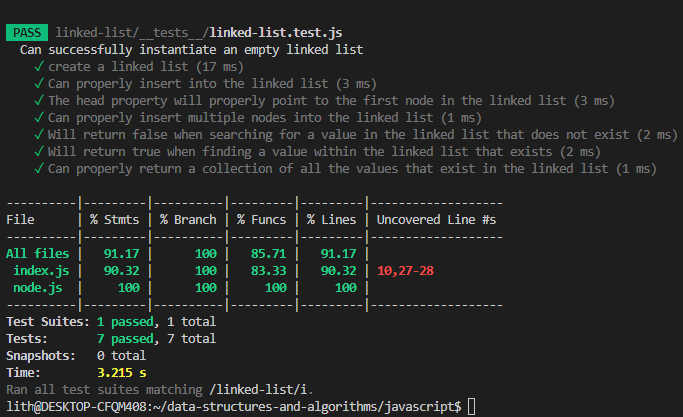 PASS linked-list/__tests__/linked-list.test.js
Can successfully instantiate an empty linked list
✓ create a linked list (17 ms)
✓ Can properly insert into the linked list (3 ms)
✓ The head property will properly point to the first node in the linked list (3 ms)
✓ Can properly insert multiple nodes into the linked list (1 ms)
✓ Will return false when searching for a value in the linked list that does not exist (2 ms)
✓ Will return true when finding a value within the linked list that exists (2 ms)
✓ Can properly return a collection of all the values that exist in the linked list (1 ms)
----------|---------|----------|---------|---------|-------------------
File      | % Stmts | % Branch | % Funcs | % Lines | Uncovered Line #s
----------|---------|----------|---------|---------|-------------------
All files |   91.17 |      100 |   85.71 |   91.17 |
 index.js |   90.32 |      100 |   83.33 |   90.32 | 10,27-28
 node.js  |     100 |      100 |     100 |     100 |
----------|---------|----------|---------|---------|-------------------
Test Suites: 1 passed, 1 total
Tests:       7 passed, 7 total
Snapshots:   0 total
Time:        3.215 s
Ran all test suites matching /linked-list/i.
lith@DESKTOP-CFQM408:~/data-structures-and-algorithms/javascript$